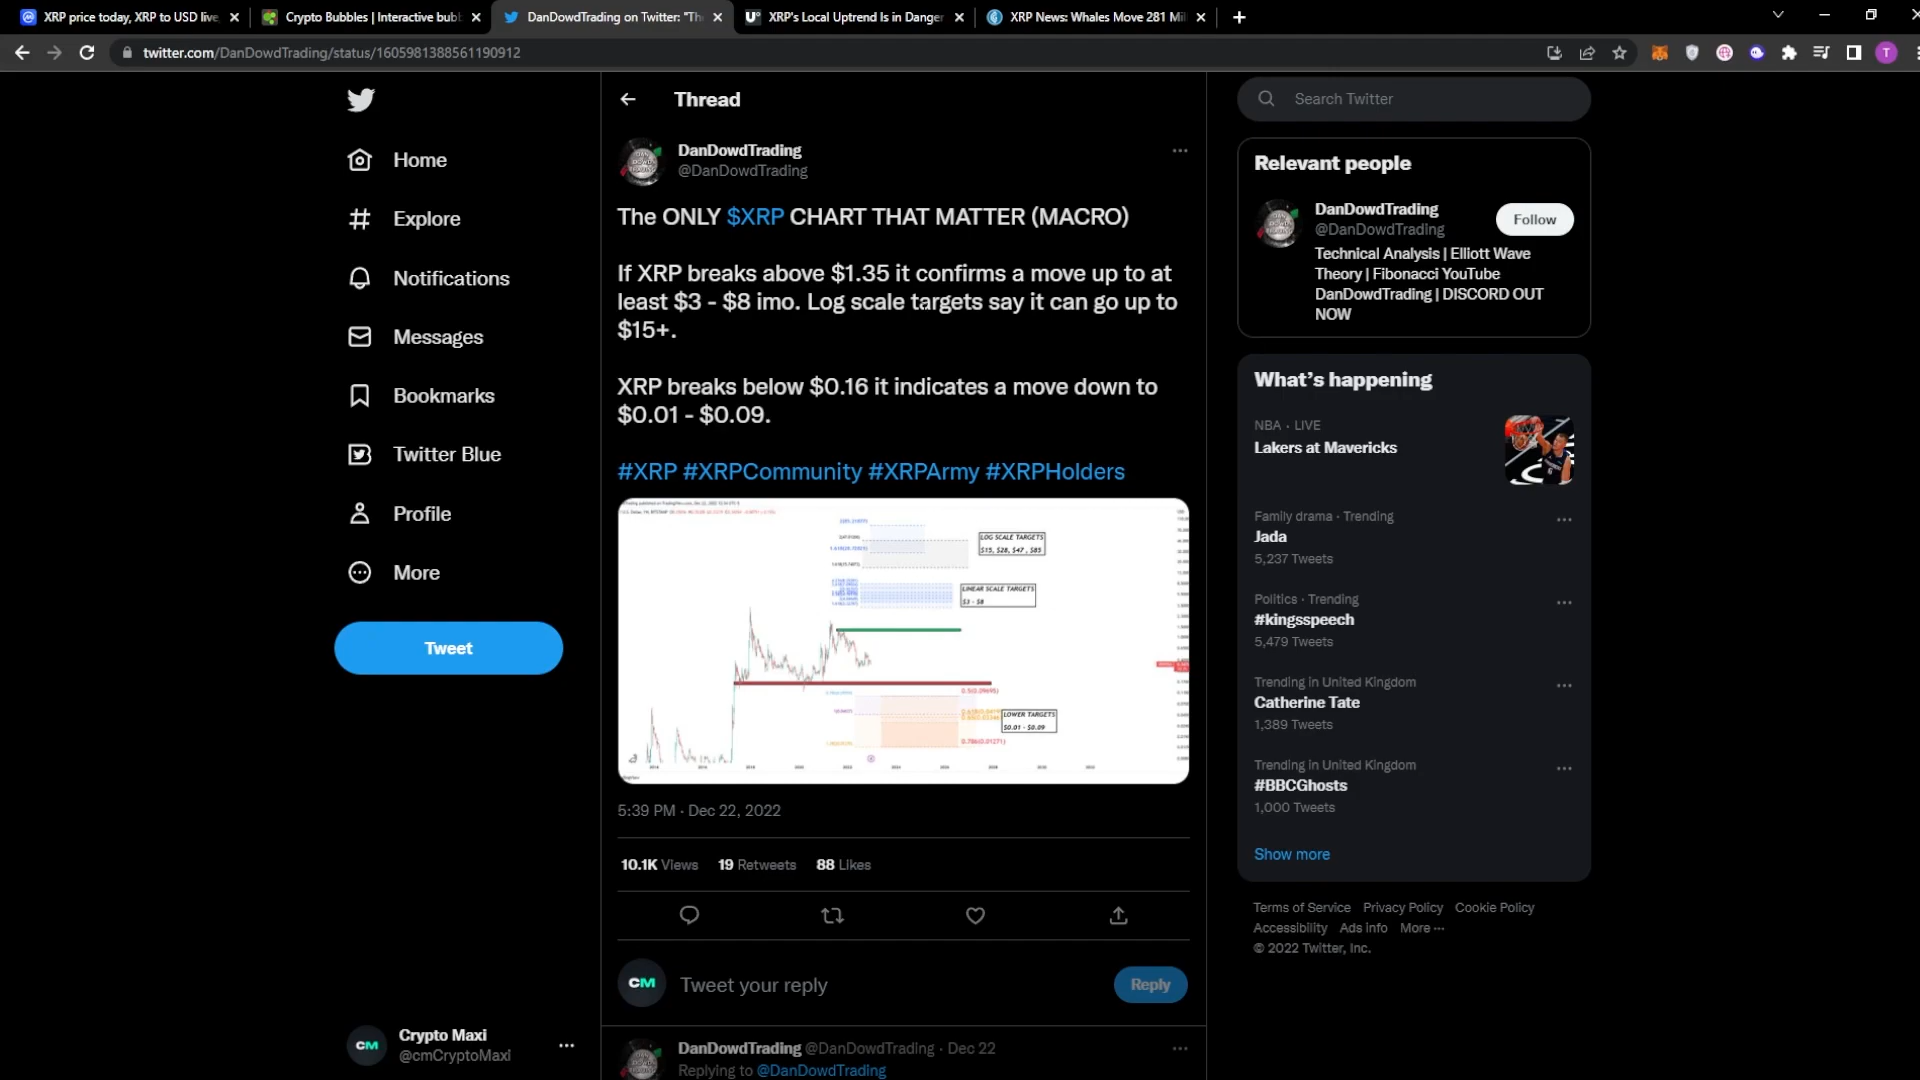 XRP price today, XRP to USD live
Crypto Bubbles | Interactive bubb
DanDowdTrading on Twitter: "Th
XRP's Local Uptrend Is in Danger
XRP News: Whales Move 281 Mil
twitter.com/DanDowdTrading/status/1605981388561190912
T
Home
Explore
Notifications
Messages
Bookmarks
Twitter Blue
Profile
More
Tweet
Crypto Maxi
@cmCryptoMaxI
CM
Thread
DanDowdTrading
@DanDowdTrading
The ONLY $XRP CHART THAT MATTER (MACRO)
If XRP breaks above $1.35 it confirms a move up to at
least $3 - $8 imo. Log scale targets say it can go up to
$15+.
XRP breaks below $0.16 it indicates a move down to
$0.01 - $0.09.
#XRP #XRPCommunity #XRPArmy #XRPHolders
LOG SCALE TARGETS
$15, $28, $47 , $85
LINEAR SCALE TARGETS
$3 - $8
LOWER TARGETS
$0.01 - $0.09
5:39 PM · Dec 22, 2022
10.1K Views 19 Retweets 88 Likes
CM
Tweet your reply
Reply
DanDowdTrading @DanDowdTrading · Dec 22
Replying to @DanDowdTrading
Search Twitter
Relevant people
DanDowdTrading
@DanDowdTrading
Follow
Technical Analysis | Elliott Wave
Theory | Fibonacci YouTube
DanDowdTrading | DISCORD OUT
NOW
What's happening
NBA · LIVE
Lakers at Mavericks
Family drama · Trending
Jada
5,237 Tweets
Politics · Trending
#kingsspeech
5,479 Tweets
Trending in United Kingdom
Catherine Tate
1,389 Tweets
Trending in United Kingdom
#BBCGhosts
1,000 Tweets
Show more
Terms of Service Privacy Policy Cookie Policy
Accessibility Ads info More ···
© 2022 Twitter, Inc.